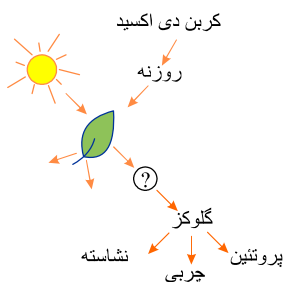 کربن دی اکسید
روزنه
?
گلوکز
پروتئین
نشاسته
چربی